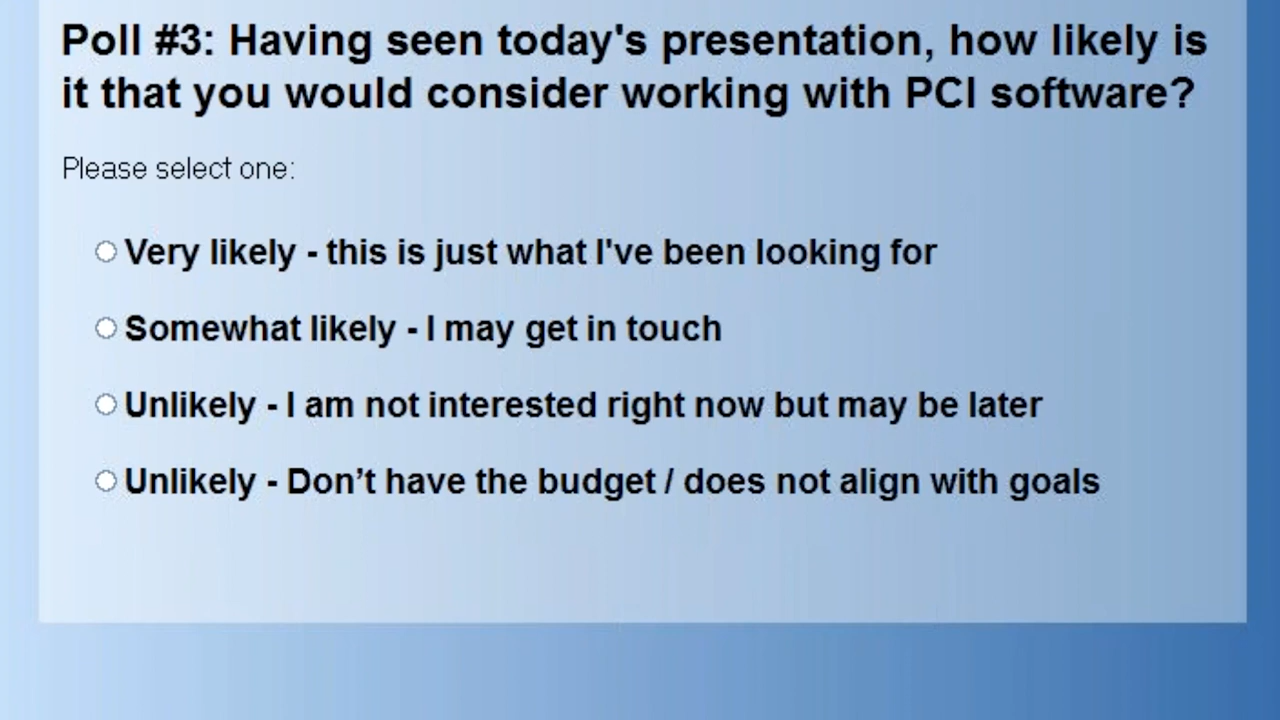 Poll #3: Having seen today's presentation, how likely is
it that you would consider working with PCI software?
Please select one:
Very likely - this is just what I've been looking for
Somewhat likely - I may get in touch
Unlikely - I am not interested right now but may be later
Unlikely - Don’t have the budget / does not align with goals